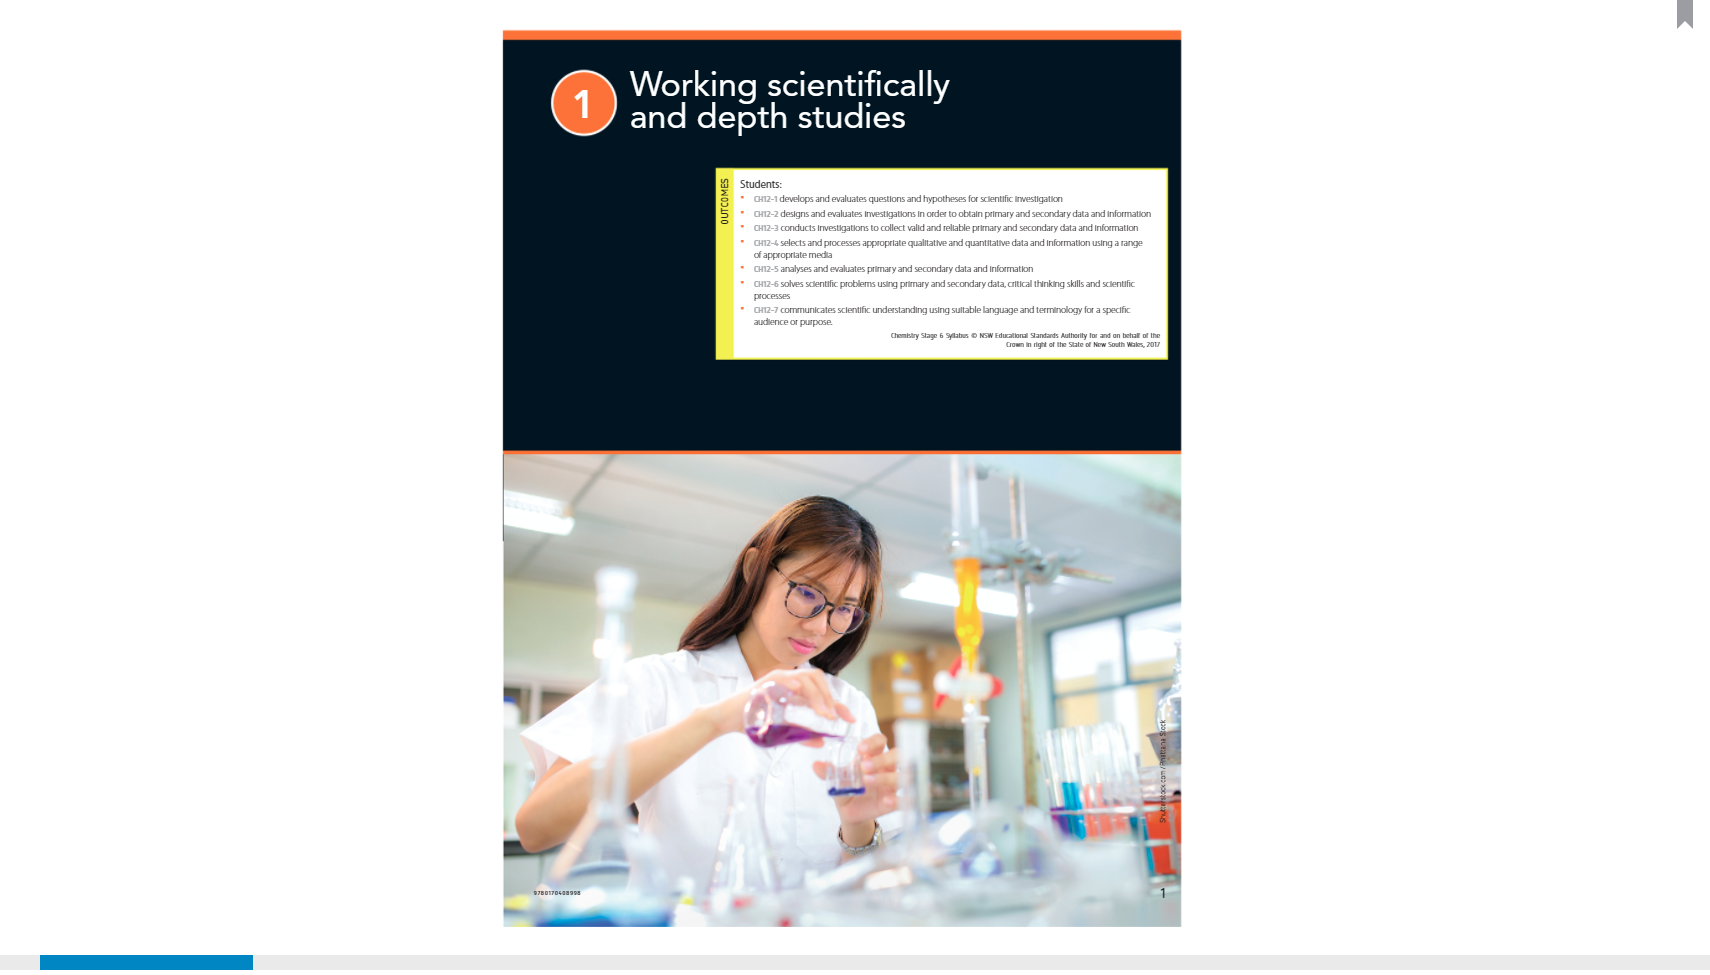 1
Working scientifically
and depth studies
OUTCOMES
Students:
• CH12-1 develops and evaluates questions and hypotheses for scientific investigation
• CH12-2 designs and evaluates investigations in order to obtain primary and secondary data and information
• CH12-3 conducts investigations to collect valid and reliable primary and secondary data and information
• CH12-4 selects and processes appropriate qualitative and quantitative data and information using a range
of appropriate media
• CH12-5 analyses and evaluates primary and secondary data and information
• CH12-6 solves scientific problems using primary and secondary data, critical thinking skills and scientific
processes
• CH12-7 communicates scientific understanding using suitable language and terminology for a specific
audience or purpose.
Chemistry Stage 6 Syllabus © NSW Educational Standards Authority for and on behalf of the
Crown in right of the State of New South Wales, 2017
Shutterstock.com/
9780170408998
1